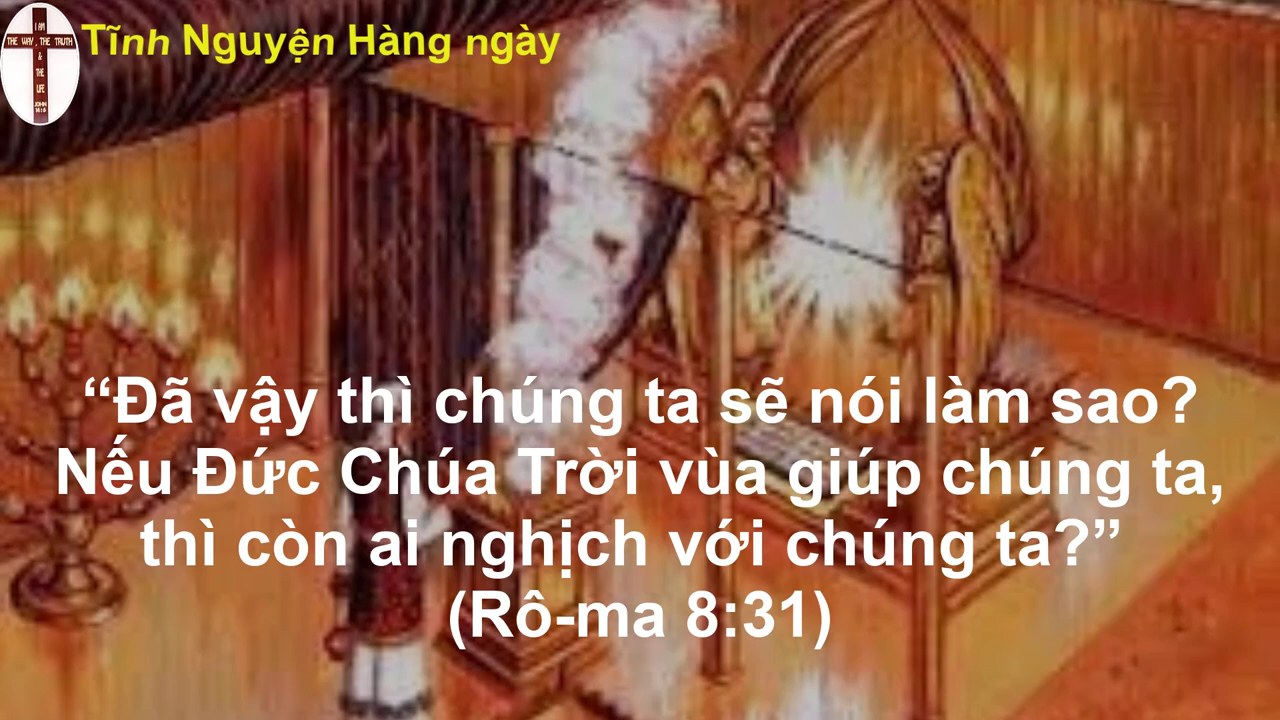 I AM
THE WAY, THE TRUTH
&
THE
LIFE
JOHN
Tĩnh Nguyện Hàng ngày
“Đã vậy thì chúng ta sẽ nói làm sao?
Nếu Đức Chúa Trời vùa giúp chúng ta,
thì còn ai nghịch với chúng ta?”
(Rô-ma 8:31)